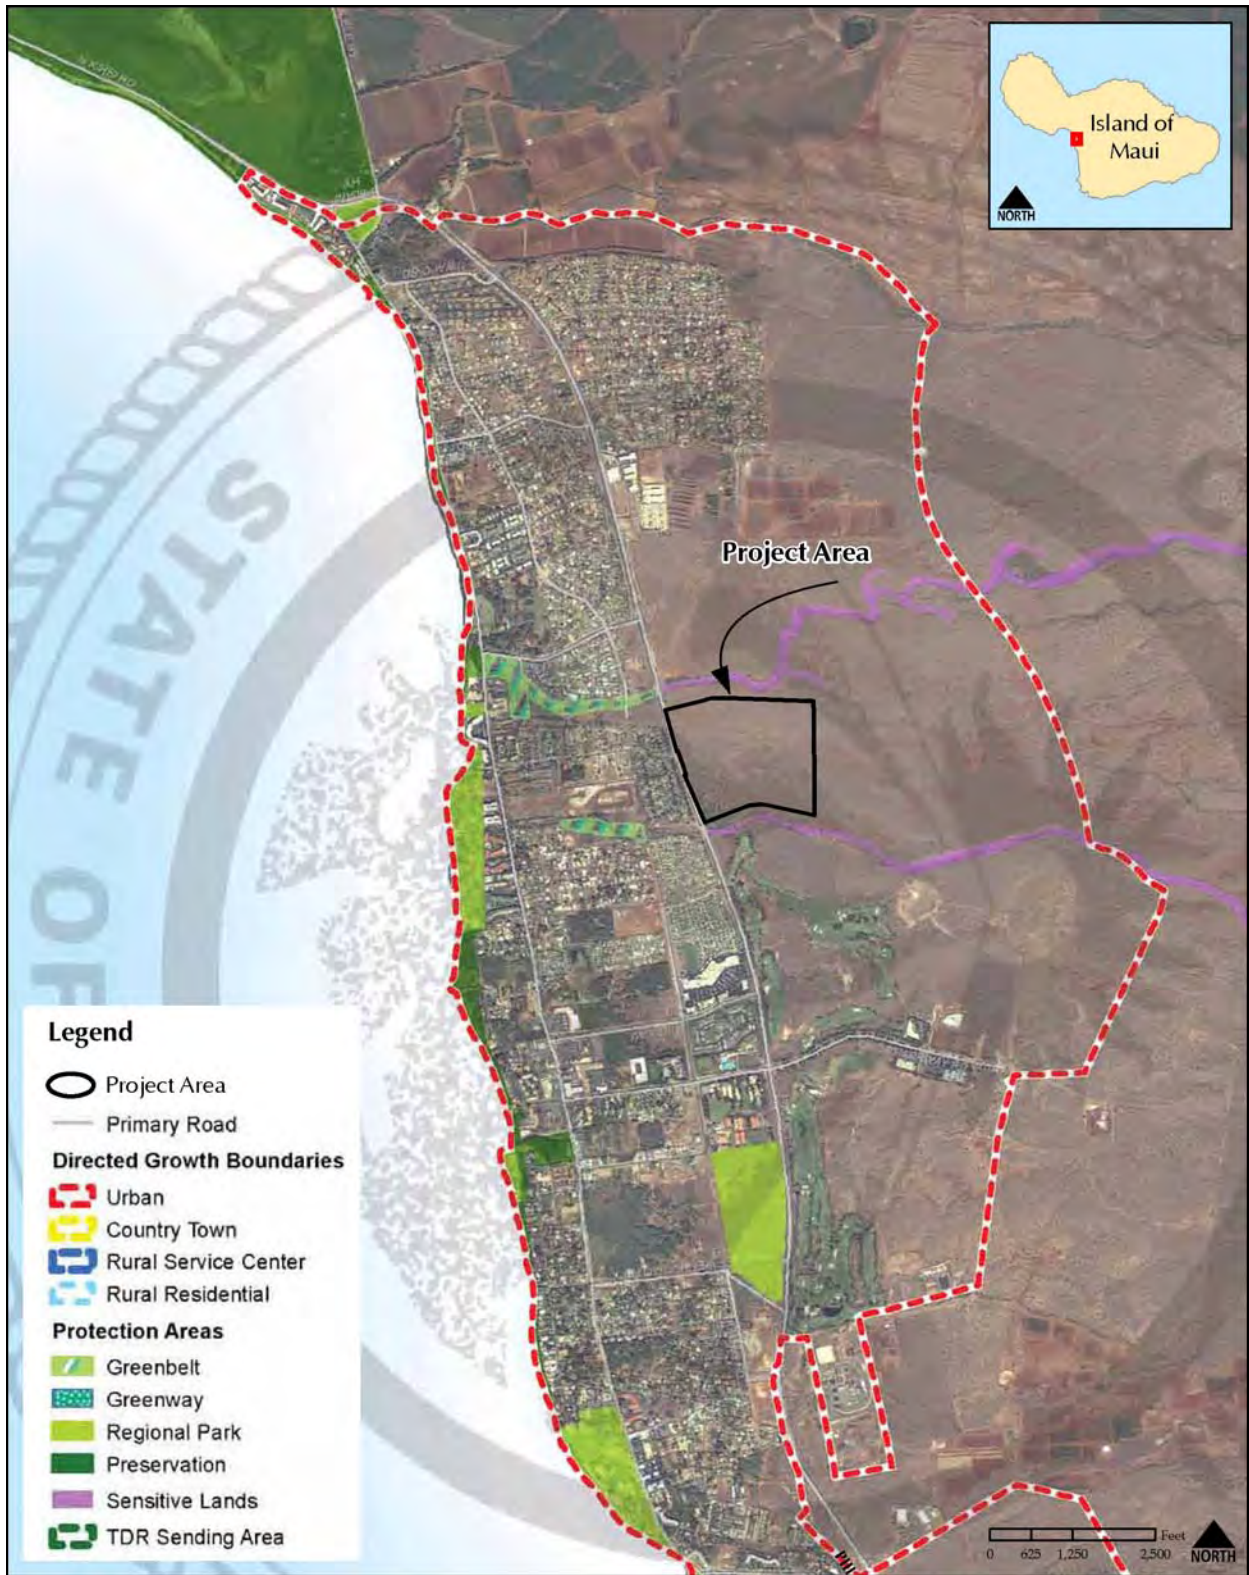 Island of
Maui
NORTH
Project Area
STATE OF
Legend
Project Area
Primary Road
Directed Growth Boundaries
Urban
Country Town
Rural Service Center
Rural Residential
Protection Areas
Greenbelt
Greenway
Regional Park
Preservation
Sensitive Lands
TDR Sending Area
Feet
0 625 1,250 2,500
NORTH
PIII